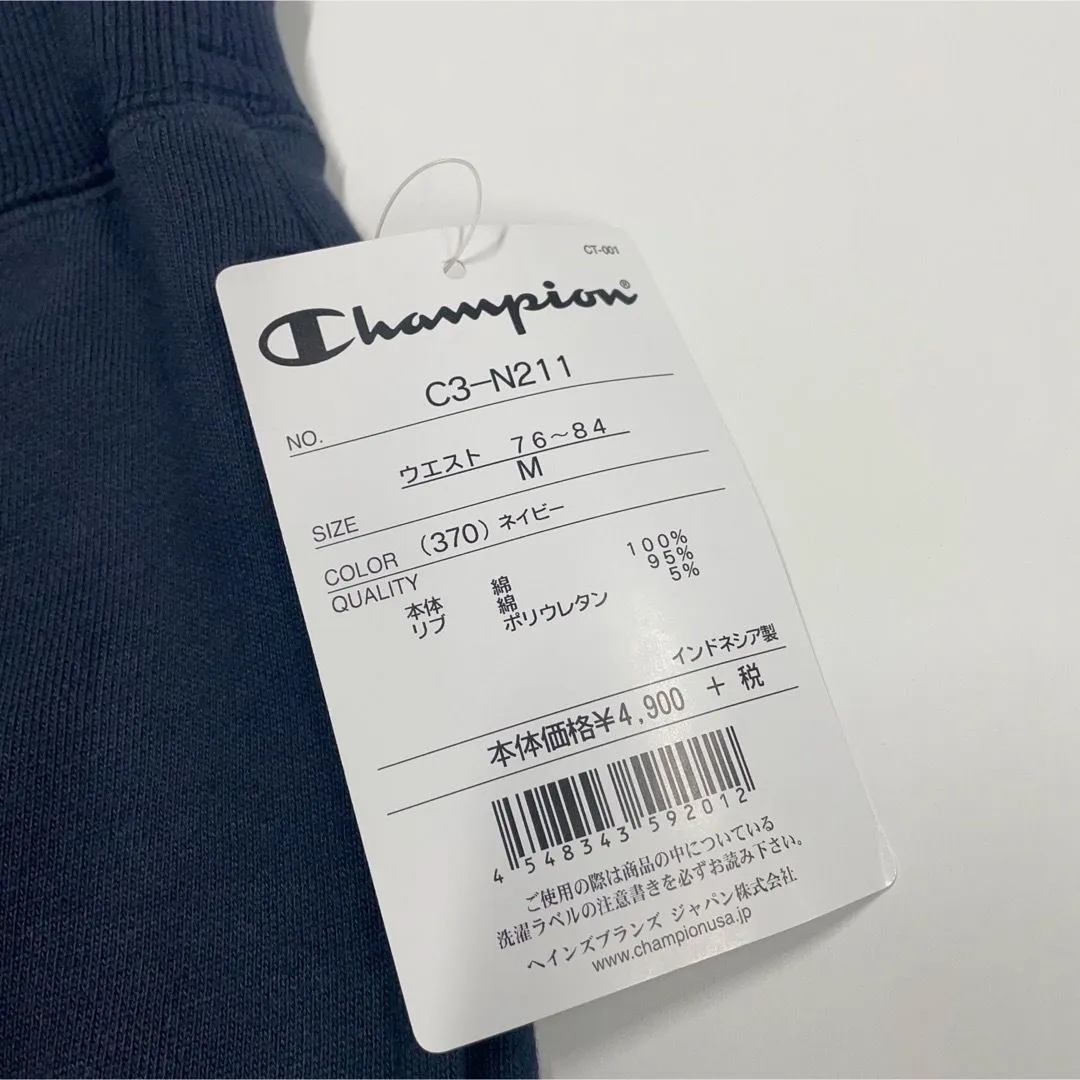 CT-001
Champion®
NO. C3-N211
ウエスト 76～84
SIZE M
COLOR (370) ネイビー
QUALITY
本体 綿 100%
リブ 綿 95%
ポリウレタン 5%
インドネシア製
本体価格¥4,900 + 税
4 548343 592012
ご使用の際は商品の中についている
洗濯ラベルの注意書きを必ずお読み下さい。
ヘインズブランズ ジャパン株式会社
www.championusa.jp